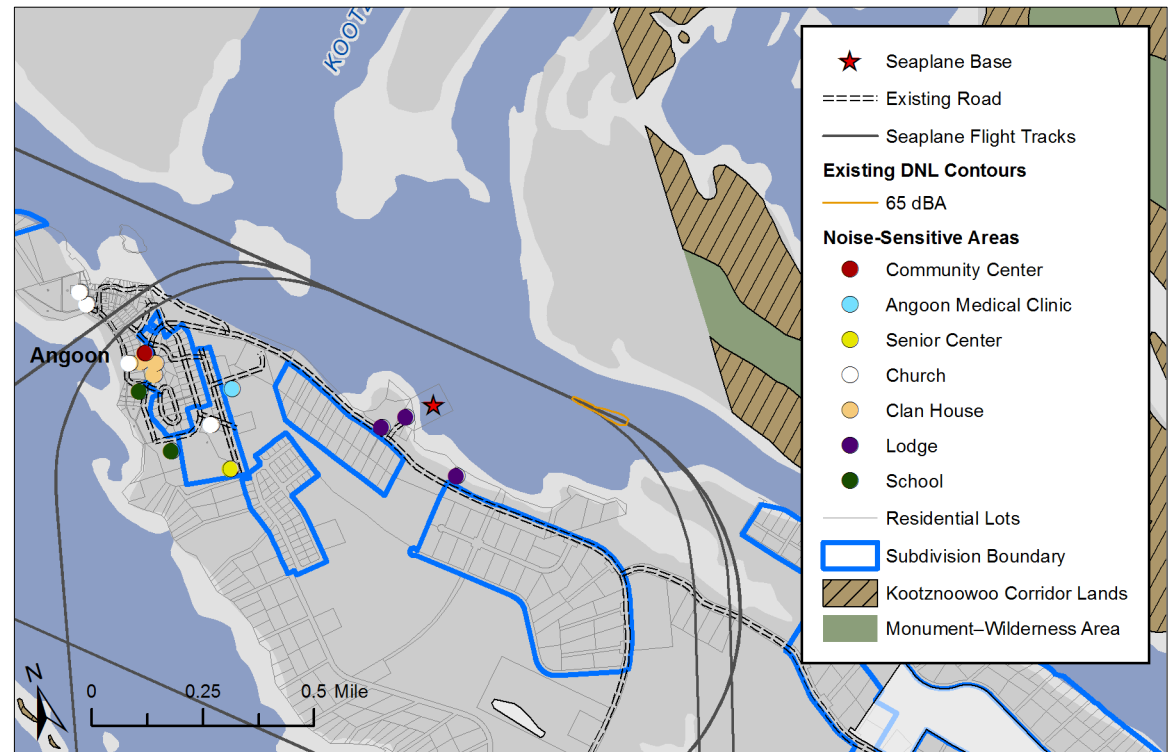 KOOTZ
Angoon
N
0 0.25 0.5 Mile
Seaplane Base
Existing Road
Seaplane Flight Tracks
Existing DNL Contours
65 dBA
Noise-Sensitive Areas
Community Center
Angoon Medical Clinic
Senior Center
Church
Clan House
Lodge
School
Residential Lots
Subdivision Boundary
Kootznoowoo Corridor Lands
Monument–Wilderness Area